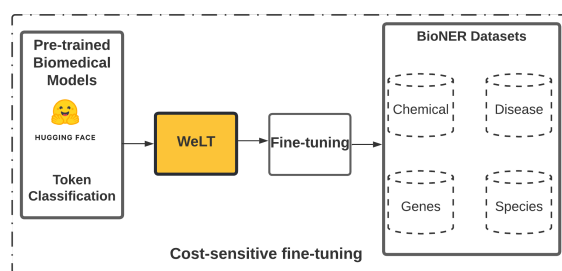 Pre-trained
Biomedical
Models
HUGGING FACE
Token
Classification
WeLT
Fine-tuning
BioNER Datasets
Chemical
Disease
Genes
Species
Cost-sensitive fine-tuning